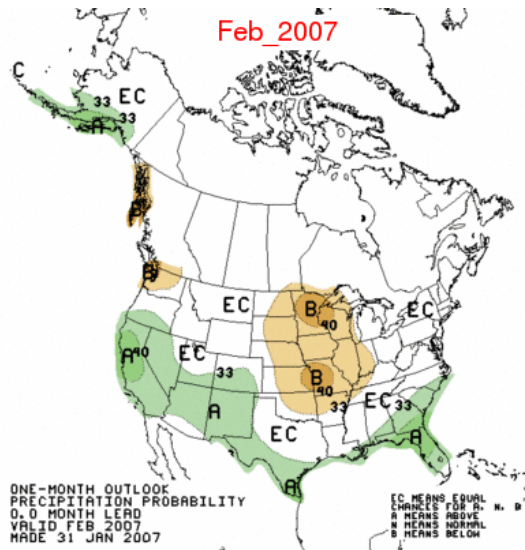 Feb_2007
C
33
EC
33
A
B
B
EC
B
40
EC
A
40
EC
33
B
40
33
EC
33
A
EC
A
A
ONE-MONTH OUTLOOK
PRECIPITATION PROBABILITY
0.0 MONTH LEAD
VALID FEB 2007
MADE 31 JAN 2007
EC MEANS EQUAL
CHANCES FOR A, N, B
A MEANS ABOVE
N MEANS NORMAL
B MEANS BELOW